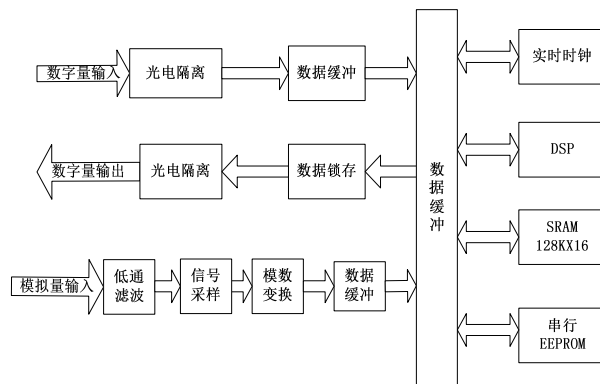 数字量输入
光电隔离
数据缓冲
实时时钟
数字量输出
光电隔离
数据锁存
DSP
数
据
缓
冲
SRAM
128KX16
模拟量输入
低通
滤波
信号
采样
模数
变换
数据
缓冲
串行
EEPROM